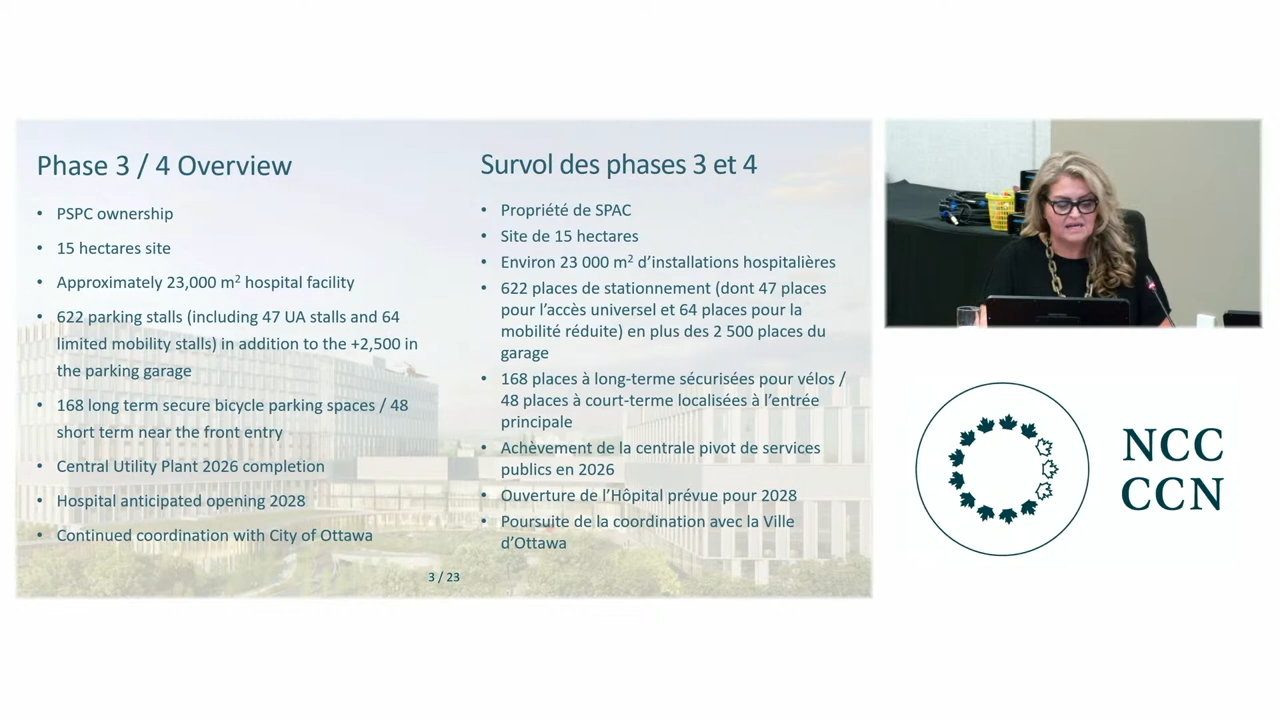 Phase 3 / 4 Overview
• PSPC ownership
• 15 hectares site
• Approximately 23,000 m² hospital facility
• 622 parking stalls (including 47 UA stalls and 64
limited mobility stalls) in addition to the +2,500 in
the parking garage
• 168 long term secure bicycle parking spaces / 48
short term near the front entry
• Central Utility Plant 2026 completion
• Hospital anticipated opening 2028
• Continued coordination with City of Ottawa
Survol des phases 3 et 4
• Propriété de SPAC
• Site de 15 hectares
• Environ 23 000 m² d’installations hospitalières
• 622 places de stationnement (dont 47 places
pour l’accès universel et 64 places pour la
mobilité réduite) en plus des 2 500 places du
garage
• 168 places à long-terme sécurisées pour vélos /
48 places à court-terme localisées à l’entrée
principale
• Achèvement de la centrale pivot de services
publics en 2026
• Ouverture de l’Hôpital prévue pour 2028
• Poursuite de la coordination avec la Ville
d’Ottawa
3 / 23
NCC
CCN